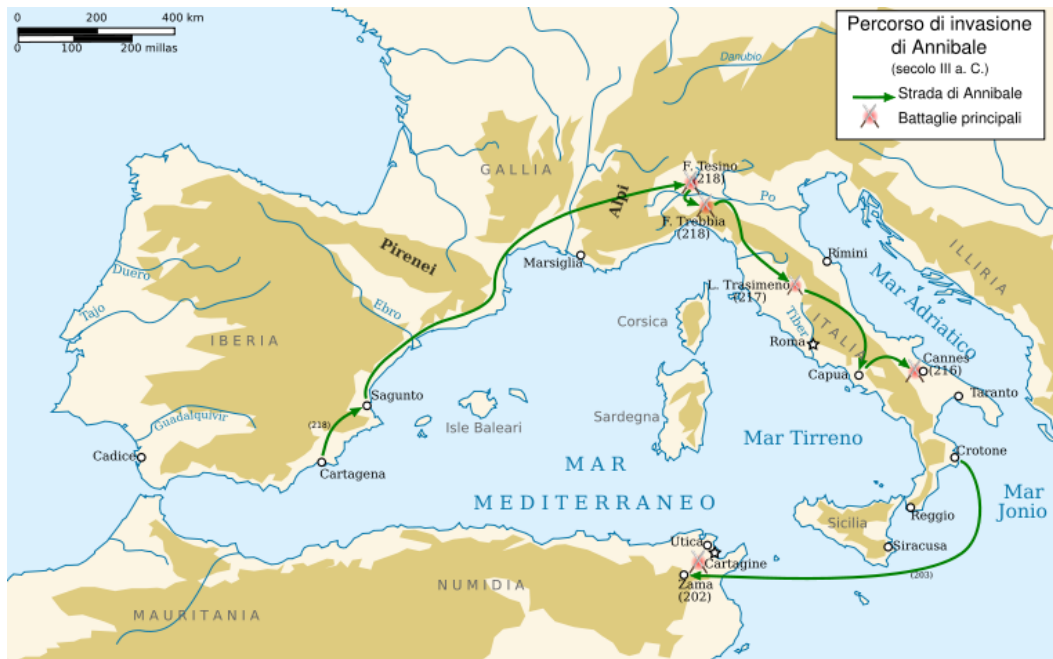 0 200 400 km
0 100 200 millas
Percorso di invasione
di Annibale
(secolo III a. C.)
Strada di Annibale
Battaglie principali
Danubio
GALLIA
Alpi
F. Tesino
(218)
Po
F. Trebbia
(218)
Pirenei
Marsiglia
Rimini
ILLIRIA
Mar Adriatico
Duero
Tajo
Ebro
IBERIA
L. Trasimeno
(217)
Tiber
ITALIA
Corsica
Roma
Capua
Cannes
(216)
Taranto
Sagunto
(218)
Guadalquivir
Isle Baleari
Sardegna
Mar Tirreno
Cadice
Cartagena
Crotone
MAR
MEDITERRANEO
Mar
Jonio
Reggio
Sicilia
Siracusa
Utica
Cartagine
Zama
(202)
(203)
NUMIDIA
MAURITANIA